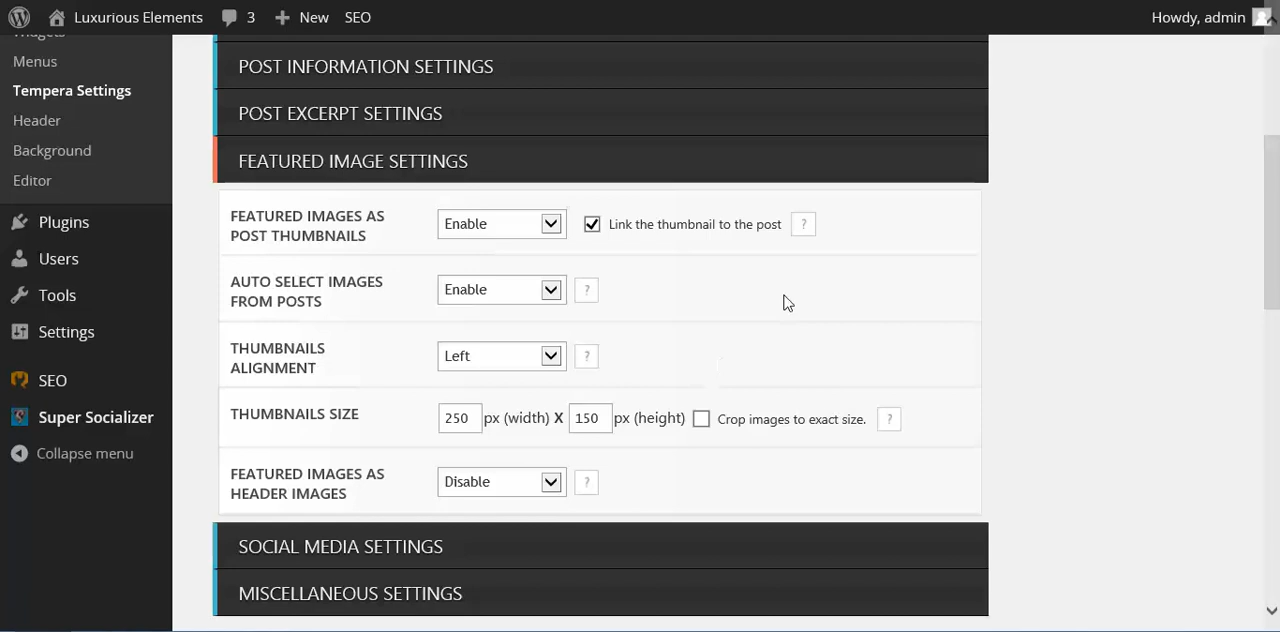 Luxurious Elements 3 New SEO Howdy, admin
Widgets
Menus
Tempera Settings
Header
Background
Editor
Plugins
Users
Tools
Settings
SEO
Super Socializer
Collapse menu
POST INFORMATION SETTINGS
POST EXCERPT SETTINGS
FEATURED IMAGE SETTINGS
FEATURED IMAGES AS
POST THUMBNAILS
Enable Link the thumbnail to the post ?
AUTO SELECT IMAGES
FROM POSTS
Enable ?
THUMBNAILS
ALIGNMENT
Left ?
THUMBNAILS SIZE
250 px (width) X 150 px (height) Crop images to exact size. ?
FEATURED IMAGES AS
HEADER IMAGES
Disable ?
SOCIAL MEDIA SETTINGS
MISCELLANEOUS SETTINGS